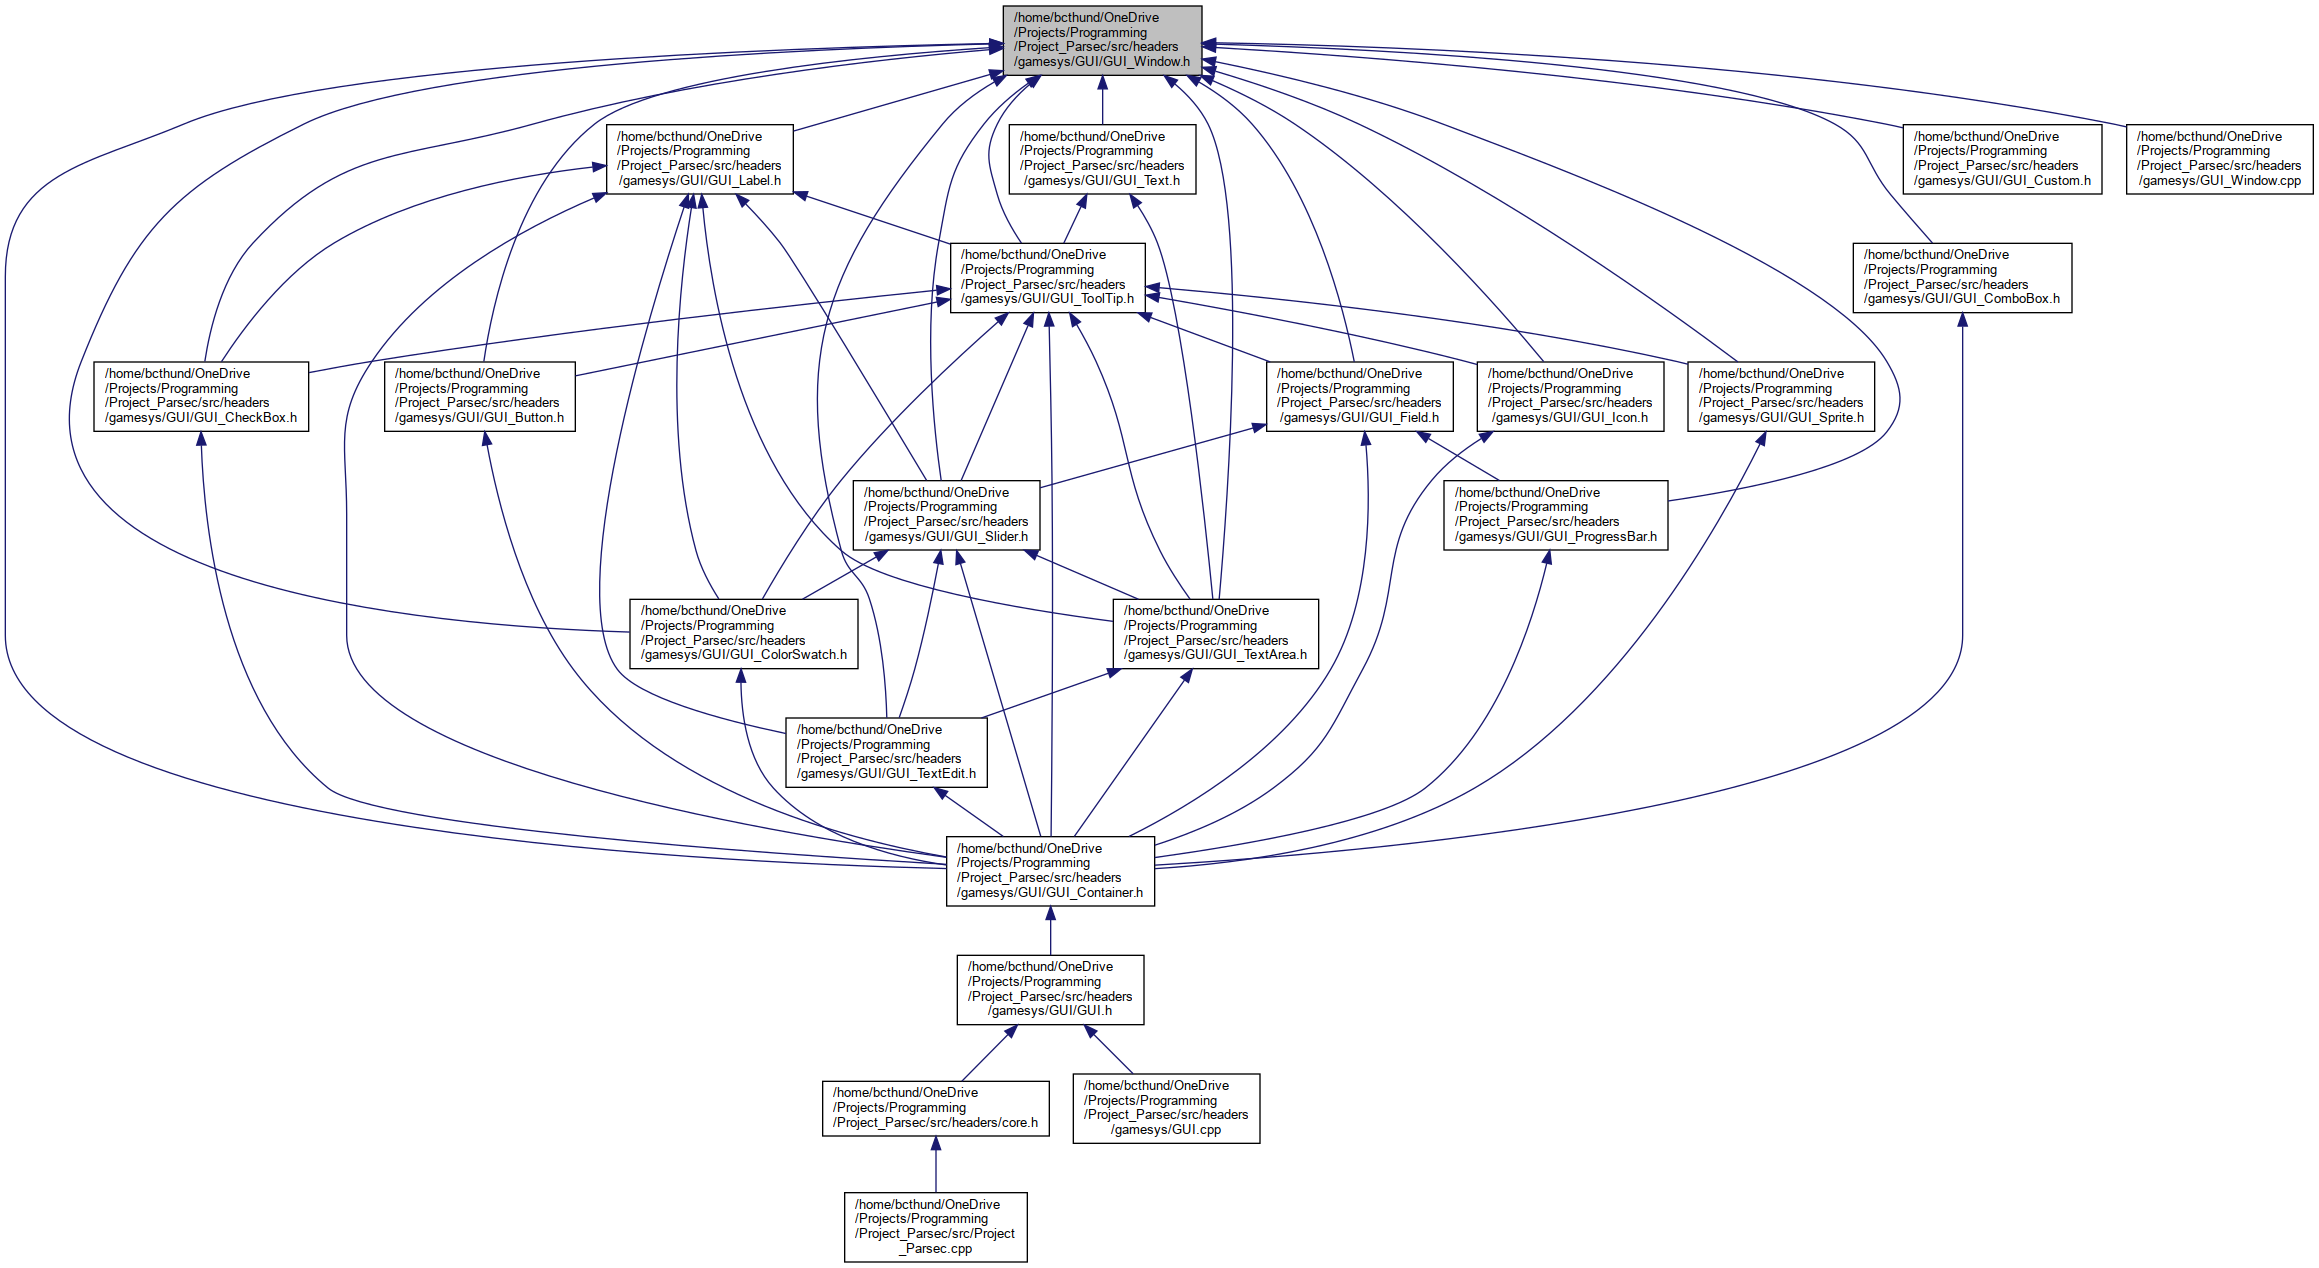 /home/bcthund/OneDrive
/Projects/Programming
/Project_Parsec/src/headers
/gamesys/GUI/GUI_Window.h
/home/bcthund/OneDrive
/Projects/Programming
/Project_Parsec/src/headers
/gamesys/GUI/GUI_Label.h
/home/bcthund/OneDrive
/Projects/Programming
/Project_Parsec/src/headers
/gamesys/GUI/GUI_Text.h
/home/bcthund/OneDrive
/Projects/Programming
/Project_Parsec/src/headers
/gamesys/GUI/GUI_Custom.h
/home/bcthund/OneDrive
/Projects/Programming
/Project_Parsec/src/headers
/gamesys/GUI_Window.cpp
/home/bcthund/OneDrive
/Projects/Programming
/Project_Parsec/src/headers
/gamesys/GUI/GUI_ToolTip.h
/home/bcthund/OneDrive
/Projects/Programming
/Project_Parsec/src/headers
/gamesys/GUI/GUI_ComboBox.h
/home/bcthund/OneDrive
/Projects/Programming
/Project_Parsec/src/headers
/gamesys/GUI/GUI_CheckBox.h
/home/bcthund/OneDrive
/Projects/Programming
/Project_Parsec/src/headers
/gamesys/GUI/GUI_Button.h
/home/bcthund/OneDrive
/Projects/Programming
/Project_Parsec/src/headers
/gamesys/GUI/GUI_Field.h
/home/bcthund/OneDrive
/Projects/Programming
/Project_Parsec/src/headers
/gamesys/GUI/GUI_Icon.h
/home/bcthund/OneDrive
/Projects/Programming
/Project_Parsec/src/headers
/gamesys/GUI/GUI_Sprite.h
/home/bcthund/OneDrive
/Projects/Programming
/Project_Parsec/src/headers
/gamesys/GUI/GUI_Slider.h
/home/bcthund/OneDrive
/Projects/Programming
/Project_Parsec/src/headers
/gamesys/GUI/GUI_ProgressBar.h
/home/bcthund/OneDrive
/Projects/Programming
/Project_Parsec/src/headers
/gamesys/GUI/GUI_ColorSwatch.h
/home/bcthund/OneDrive
/Projects/Programming
/Project_Parsec/src/headers
/gamesys/GUI/GUI_TextArea.h
/home/bcthund/OneDrive
/Projects/Programming
/Project_Parsec/src/headers
/gamesys/GUI/GUI_TextEdit.h
/home/bcthund/OneDrive
/Projects/Programming
/Project_Parsec/src/headers
/gamesys/GUI/GUI_Container.h
/home/bcthund/OneDrive
/Projects/Programming
/Project_Parsec/src/headers
/gamesys/GUI/GUI.h
/home/bcthund/OneDrive
/Projects/Programming
/Project_Parsec/src/headers/core.h
/home/bcthund/OneDrive
/Projects/Programming
/Project_Parsec/src/headers
/gamesys/GUI.cpp
/home/bcthund/OneDrive
/Projects/Programming
/Project_Parsec/src/Project
_Parsec.cpp